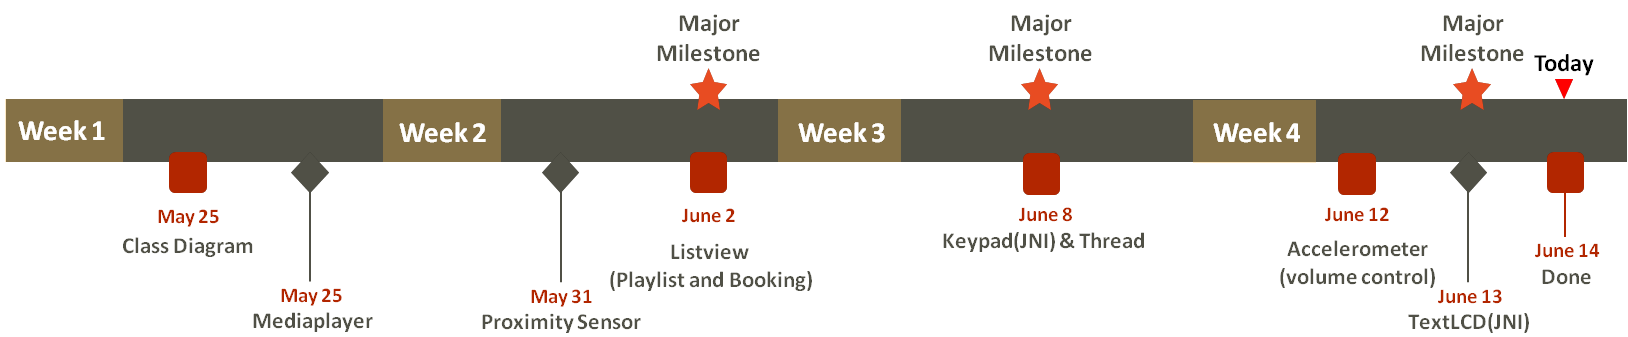 Major
Milestone
Major
Milestone
Major
Milestone
Today
Week 1
Week 2
Week 3
Week 4
May 25
Class Diagram
May 25
Mediaplayer
May 31
Proximity Sensor
June 2
Listview
(Playlist and Booking)
June 8
Keypad(JNI) & Thread
June 12
Accelerometer
(volume control)
June 13
TextLCD(JNI)
June 14
Done